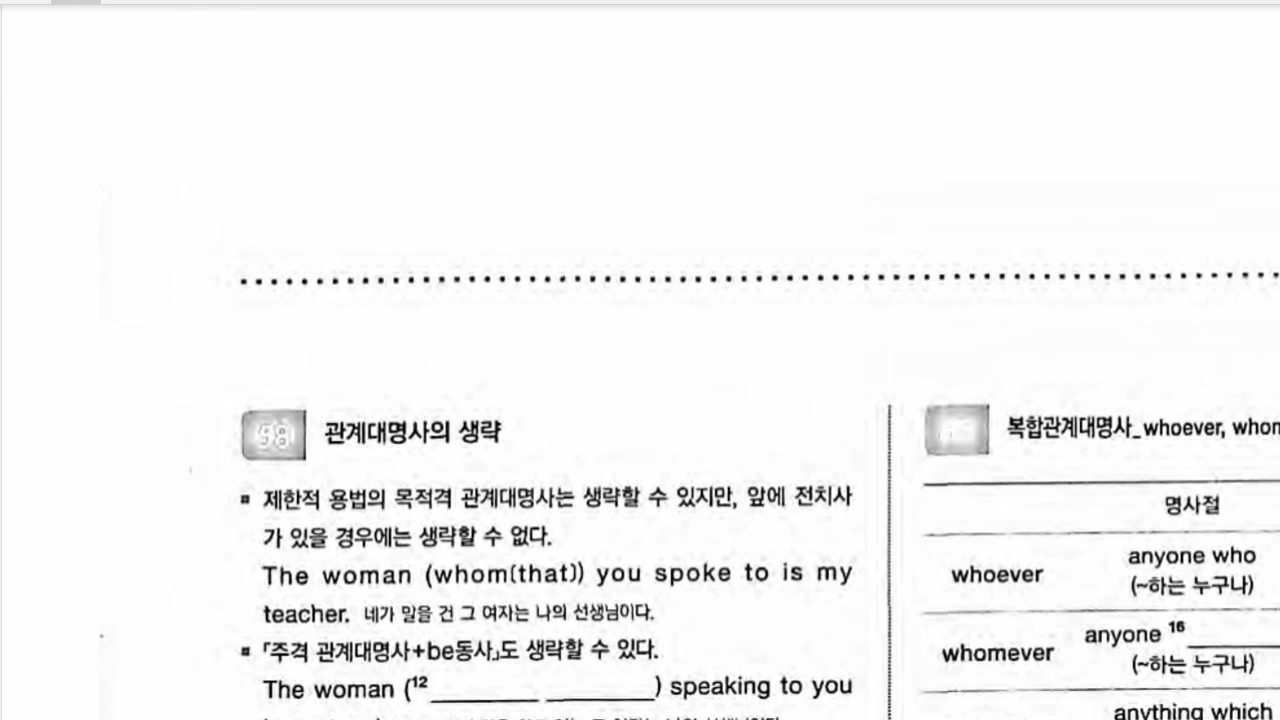 관계대명사의 생략
제한적 용법의 목적격 관계대명사는 생략할 수 있지만, 앞에 전치사
가 있을 경우에는 생략할 수 없다.
The woman (whom(that)) you spoke to is my
teacher. 네가 말을 건 그 여자는 나의 선생님이다.
「주격 관계대명사+be동사」도 생략할 수 있다.
The woman (12 ________ ________) speaking to you
복합관계대명사_whoever,
명사절
whoever
anyone who
(~하는 누구나)
whomever
anyone 16 ________
(~하는 누구나)
anything which